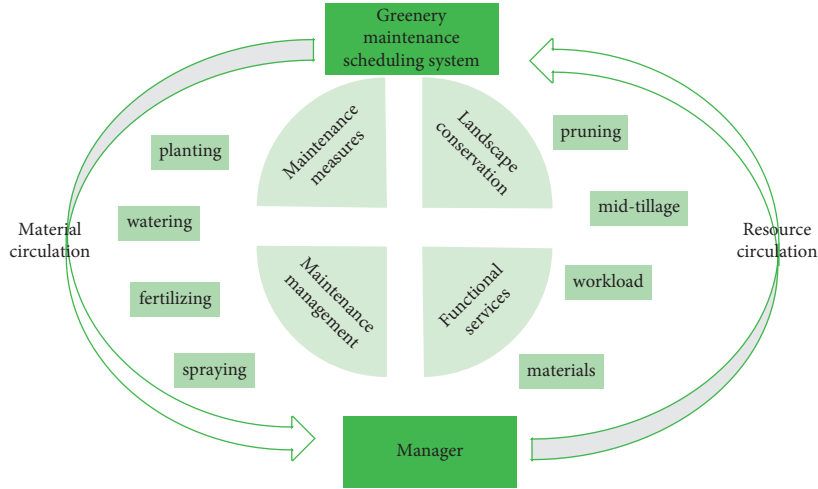 Greenery
maintenance
scheduling system
Maintenance
measures
Landscape
conservation
planting
pruning
watering
mid-tillage
Material
circulation
Resource
circulation
Maintenance
management
Functional
services
workload
fertilizing
spraying
materials
Manager